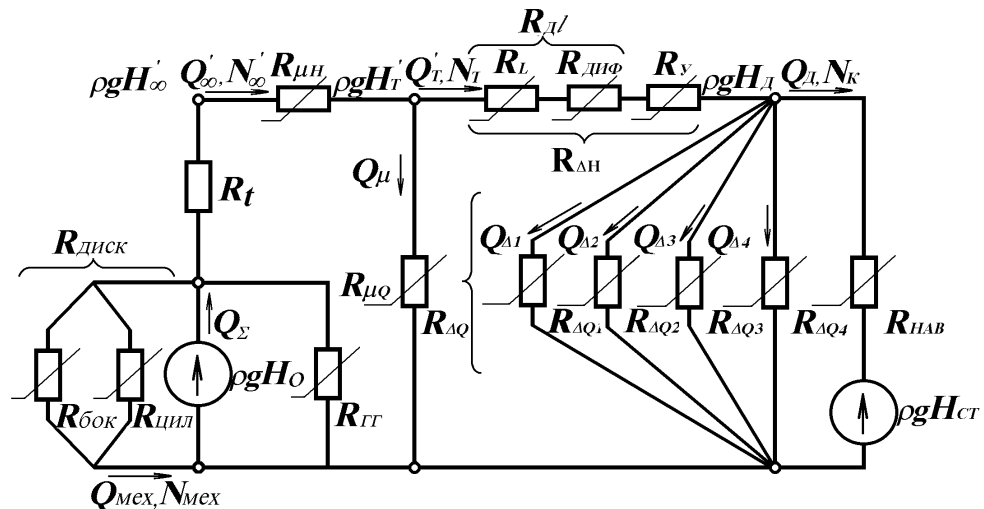 R_Дl
ρgH'_∞ Q'_∞, N'_∞ R_μН ρgH'_Т Q'_Т, N_Т R_L R_ДИФ R_У ρgH_Д Q_Д, N_К
R_ΔН
Q_μ
R_t
R_ДИСК
Q_Δ1 Q_Δ2 Q_Δ3 Q_Δ4
R_μQ
Q_Σ
R_ΔQ R_ΔQ1 R_ΔQ2 R_ΔQ3 R_ΔQ4 R_НАВ
ρgH_О
R_бок R_ЦИЛ R_ГГ ρgH_СТ
Q_мех, N_мех